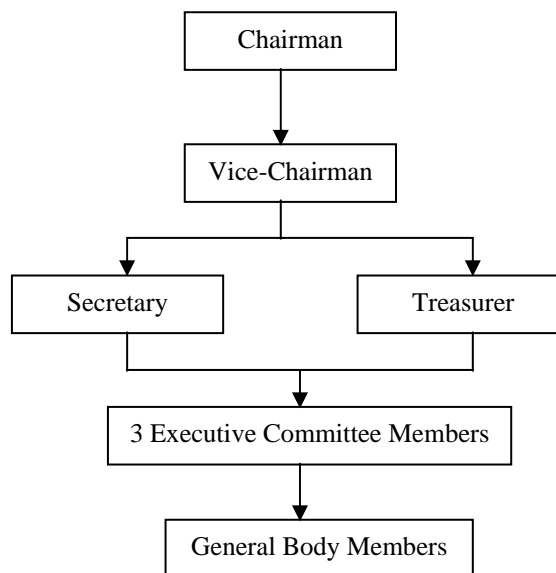 Chairman
Vice-Chairman
Secretary
Treasurer
3 Executive Committee Members
General Body Members